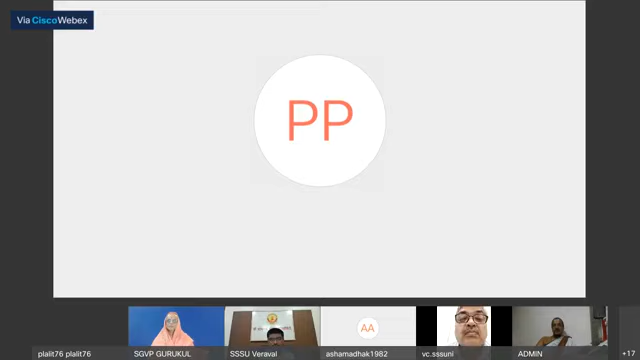 Via CiscoWebex
PP
AA
plalit76 plalit76
SGVP GURUKUL
SSSU Veraval
ashamadhak1982
vc.sssuni
ADMIN
+17